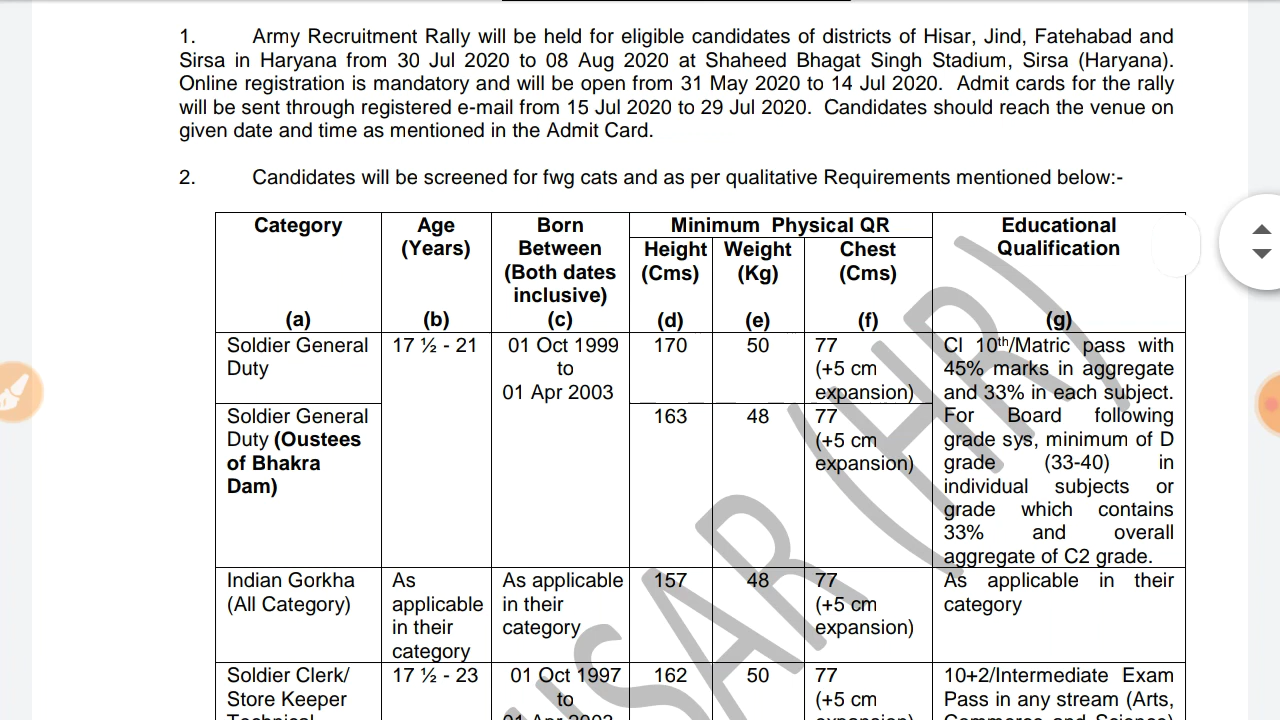 1. Army Recruitment Rally will be held for eligible candidates of districts of Hisar, Jind, Fatehabad and
Sirsa in Haryana from 30 Jul 2020 to 08 Aug 2020 at Shaheed Bhagat Singh Stadium, Sirsa (Haryana).
Online registration is mandatory and will be open from 31 May 2020 to 14 Jul 2020. Admit cards for the rally
will be sent through registered e-mail from 15 Jul 2020 to 29 Jul 2020. Candidates should reach the venue on
given date and time as mentioned in the Admit Card.
2. Candidates will be screened for fwg cats and as per qualitative Requirements mentioned below:-
Category
(a)
Age
(Years)
(b)
Born
Between
(Both dates
inclusive)
(c)
Minimum Physical QR
Height
(Cms)
(d)
Weight
(Kg)
(e)
Chest
(Cms)
(f)
Educational
Qualification
(g)
Soldier General
Duty
17 ½ - 21
01 Oct 1999
to
01 Apr 2003
170
50
77
(+5 cm
expansion)
Cl 10th/Matric pass with
45% marks in aggregate
and 33% in each subject.
For Board following
grade sys, minimum of D
grade (33-40) in
individual subjects or
grade which contains
33% and overall
aggregate of C2 grade.
Soldier General
Duty (Oustees
of Bhakra
Dam)
163
48
77
(+5 cm
expansion)
Indian Gorkha
(All Category)
As
applicable
in their
category
As applicable
in their
category
157
48
77
(+5 cm
expansion)
As applicable in their
category
Soldier Clerk/
Store Keeper
Technical
17 ½ - 23
01 Oct 1997
to
01 Apr 2003
162
50
77
(+5 cm
expansion)
10+2/Intermediate Exam
Pass in any stream (Arts,
Commerce and Science)
SAR (HR)